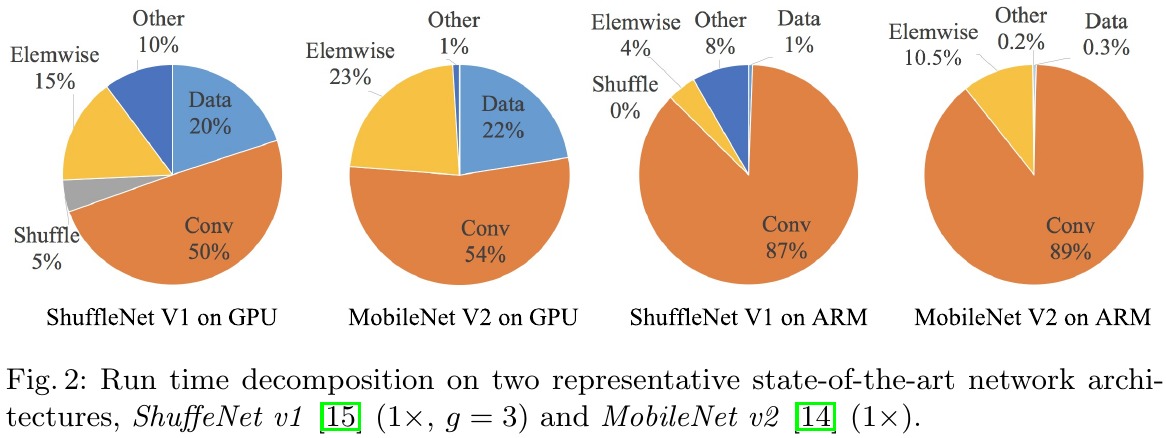 Other
10%
Elemwise
15%
Data
20%
Conv
50%
Shuffle
5%
ShuffleNet V1 on GPU
Other
1%
Elemwise
23%
Data
22%
Conv
54%
MobileNet V2 on GPU
Elemwise
4%
Other
8%
Data
1%
Shuffle
0%
Conv
87%
ShuffleNet V1 on ARM
Elemwise
10.5%
Other
0.2%
Data
0.3%
Conv
89%
MobileNet V2 on ARM
Fig. 2: Run time decomposition on two representative state-of-the-art network archi-
tectures, ShuffeNet v1 [15] (1×, g = 3) and MobileNet v2 [14] (1×).